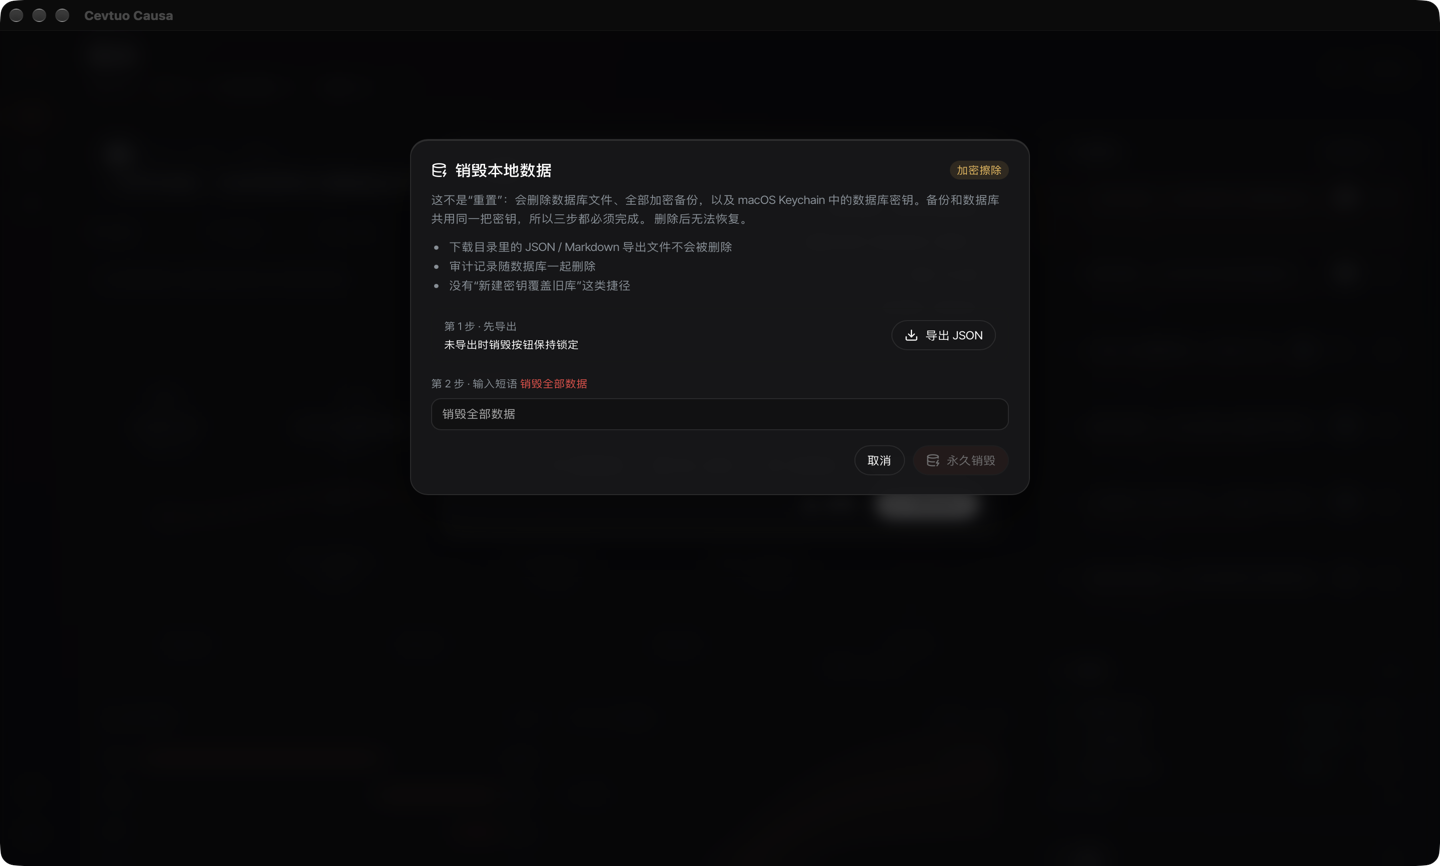 Cevtuo Causa
销毁本地数据
加密擦除
这不是“重置”：会删除数据库文件、全部加密备份，以及 macOS Keychain 中的数据库密钥。备份和数据库
共用同一把密钥，所以三步都必须完成。 删除后无法恢复。
下载目录里的 JSON / Markdown 导出文件不会被删除
审计记录随数据库一起删除
没有“新建密钥覆盖旧库”这类捷径
第 1 步 · 先导出
未导出时销毁按钮保持锁定
导出 JSON
第 2 步 · 输入短语 销毁全部数据
销毁全部数据
取消
永久销毁